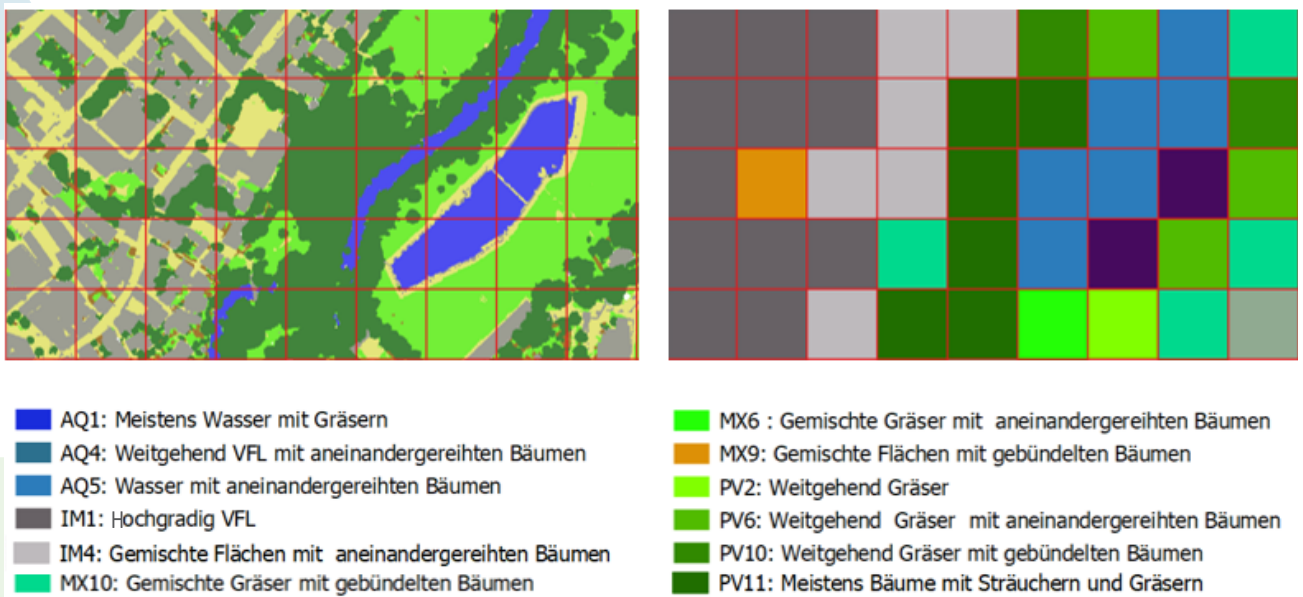 AQ1: Meistens Wasser mit Gräsern
AQ4: Weitgehend VFL mit aneinandergereihten Bäumen
AQ5: Wasser mit aneinandergereihten Bäumen
IM1: Hochgradig VFL
IM4: Gemischte Flächen mit aneinandergereihten Bäumen
MX10: Gemischte Gräser mit gebündelten Bäumen
MX6 : Gemischte Gräser mit aneinandergereihten Bäumen
MX9: Gemischte Flächen mit gebündelten Bäumen
PV2: Weitgehend Gräser
PV6: Weitgehend Gräser mit aneinandergereihten Bäumen
PV10: Weitgehend Gräser mit gebündelten Bäumen
PV11: Meistens Bäume mit Sträuchern und Gräsern